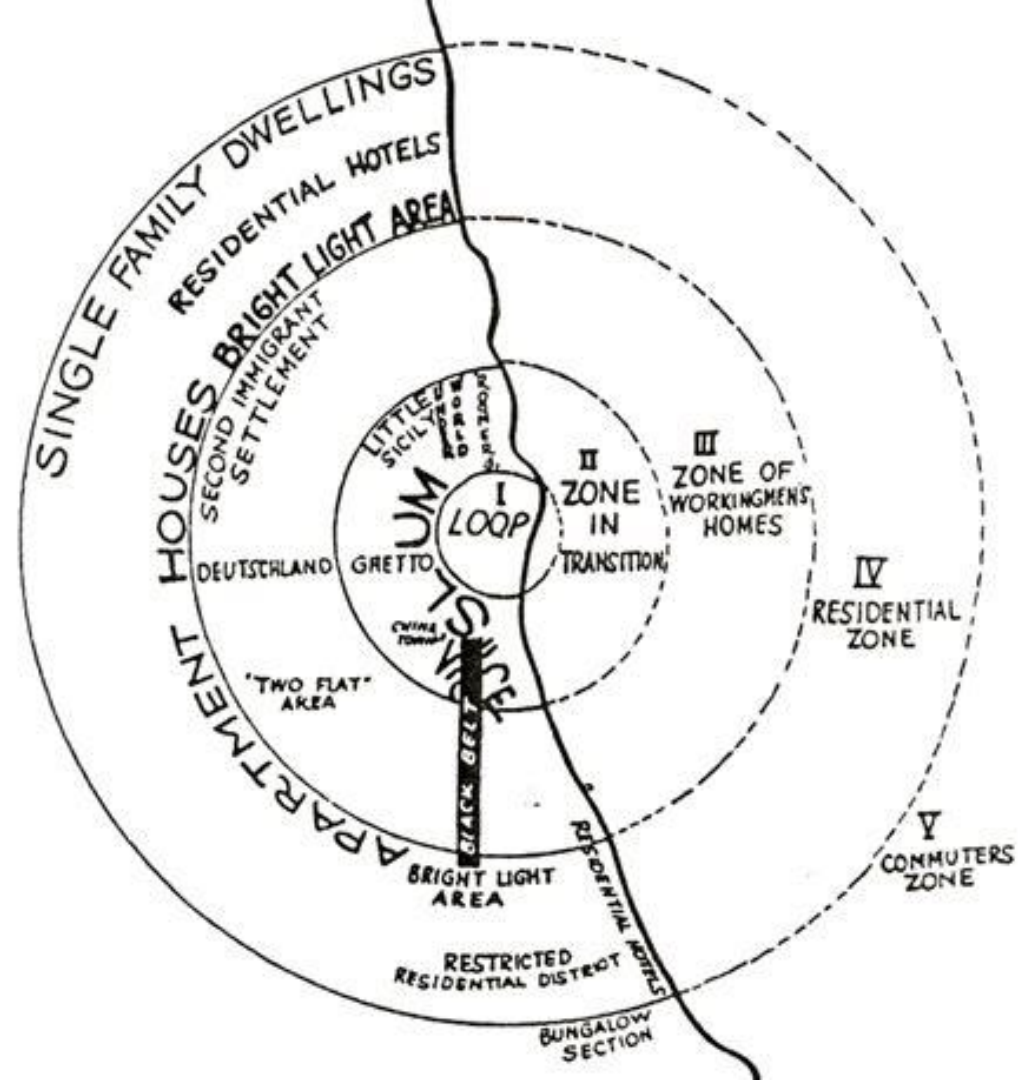 SINGLE FAMILY DWELLINGS
RESIDENTIAL HOTELS
BRIGHT LIGHT AREA
SECOND IMMIGRANT
SETTLEMENT
APARTMENT HOUSES
LITTLE
SICILY
UNDER
WORLD
ROOMERS
I
LOOP
II
ZONE
IN
TRANSITION
III
ZONE OF
WORKINGMEN'S
HOMES
IV
RESIDENTIAL
ZONE
V
COMMUTERS
ZONE
DEUTSCHLAND
GHETTO
SLUM
CHINA
TOWN
VICE
"TWO FLAT"
AREA
BLACK BELT
BRIGHT LIGHT
AREA
RESIDENTIAL HOTELS
RESTRICTED
RESIDENTIAL DISTRICT
BUNGALOW
SECTION